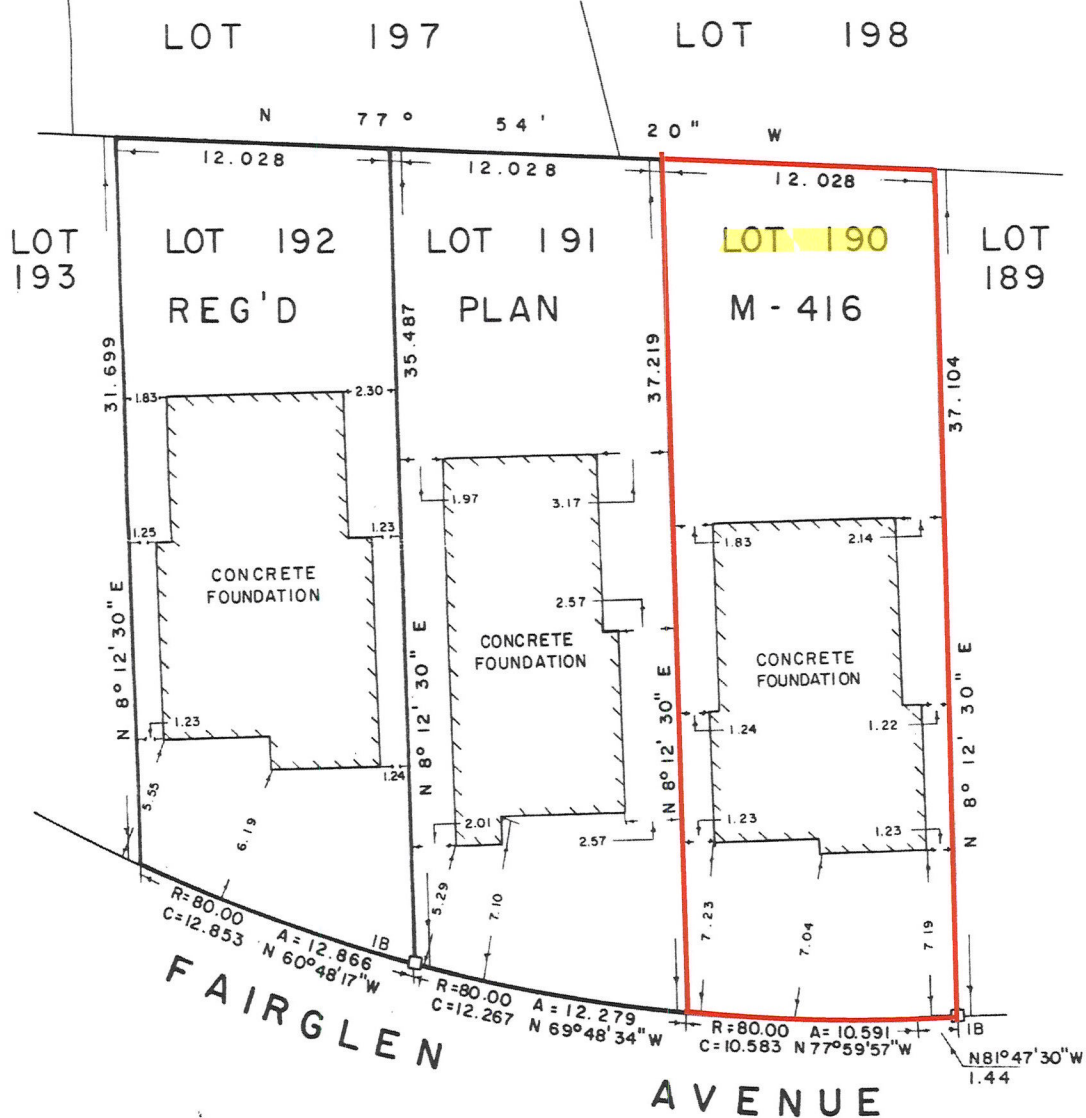 LOT 197
LOT 198
N 77° 54' 20" W
12.028
12.028
12.028
LOT 193
LOT 192
LOT 191
LOT 190
LOT 189
REG'D PLAN M-416
31.699
35.487
37.219
37.104
1.83
2.30
1.25
1.23
CONCRETE
FOUNDATION
1.23
1.24
5.55
6.19
N 8° 12' 30" E
1.97
3.17
2.57
CONCRETE
FOUNDATION
2.01
2.57
5.29
7.10
N 8° 12' 30" E
1.83
2.14
CONCRETE
FOUNDATION
1.24
1.22
1.23
1.23
7.23
7.04
7.19
N 8° 12' 30" E
N 8° 12' 30" E
R=80.00 A=12.866
C=12.853 N 60°48'17"W
IB
R=80.00 A=12.279
C=12.267 N 69°48'34"W
R=80.00 A=10.591
C=10.583 N77°59'57"W
IB
N81°47'30"W
1.44
FAIRGLEN AVENUE